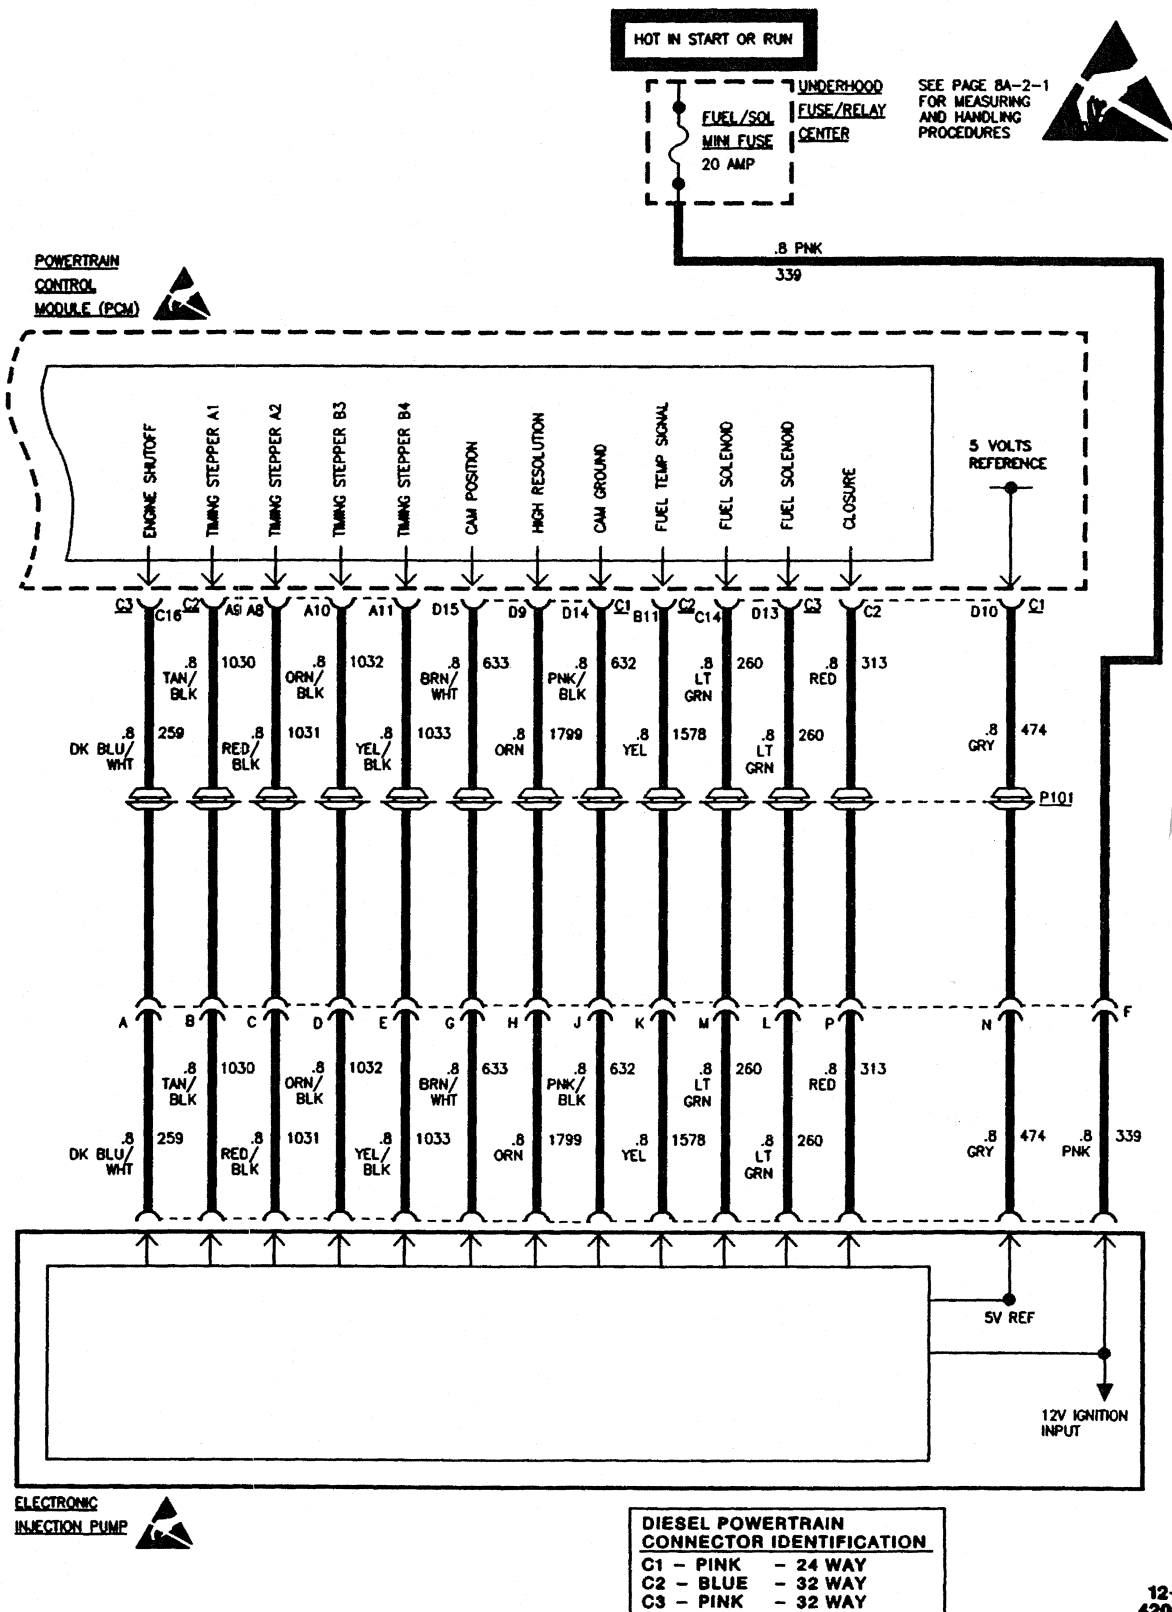 HOT IN START OR RUN
UNDERHOOD
FUSE/RELAY
CENTER
FUEL/SOL
MINI FUSE
20 AMP
SEE PAGE 8A-2-1
FOR MEASURING
AND HANDLING
PROCEDURES
.8 PNK
339
POWERTRAIN
CONTROL
MODULE (PCM)
ENGINE SHUTOFF
TIMING STEPPER A1
TIMING STEPPER A2
TIMING STEPPER B3
TIMING STEPPER B4
CAM POSITION
HIGH RESOLUTION
CAM GROUND
FUEL TEMP SIGNAL
FUEL SOLENOID
FUEL SOLENOID
CLOSURE
5 VOLTS
REFERENCE
C3 C16 C2 A9 A8 A10 A11 D15 D9 D14 C1 B11 C2 C14 D13 C3 C2 D10 C1
.8 1030 .8 1032 .8 633 .8 632 .8 260 .8 313
TAN/ ORN/ BRN/ PNK/ LT RED
BLK BLK WHT BLK GRN
.8 259 .8 1031 .8 1033 .8 1799 .8 1578 .8 260 .8 474
DK BLU/ RED/ YEL/ ORN YEL LT GRY
WHT BLK BLK GRN
P101
A B C D E G H J K M L P N F
.8 1030 .8 1032 .8 633 .8 632 .8 260 .8 313
TAN/ ORN/ BRN/ PNK/ LT RED
BLK BLK WHT BLK GRN
.8 259 .8 1031 .8 1033 .8 1799 .8 1578 .8 260 .8 474 .8 339
DK BLU/ RED/ YEL/ ORN YEL LT GRY PNK
WHT BLK BLK GRN
5V REF
12V IGNITION
INPUT
ELECTRONIC
INJECTION PUMP
DIESEL POWERTRAIN
CONNECTOR IDENTIFICATION
C1 - PINK - 24 WAY
C2 - BLUE - 32 WAY
C3 - PINK - 32 WAY
12-